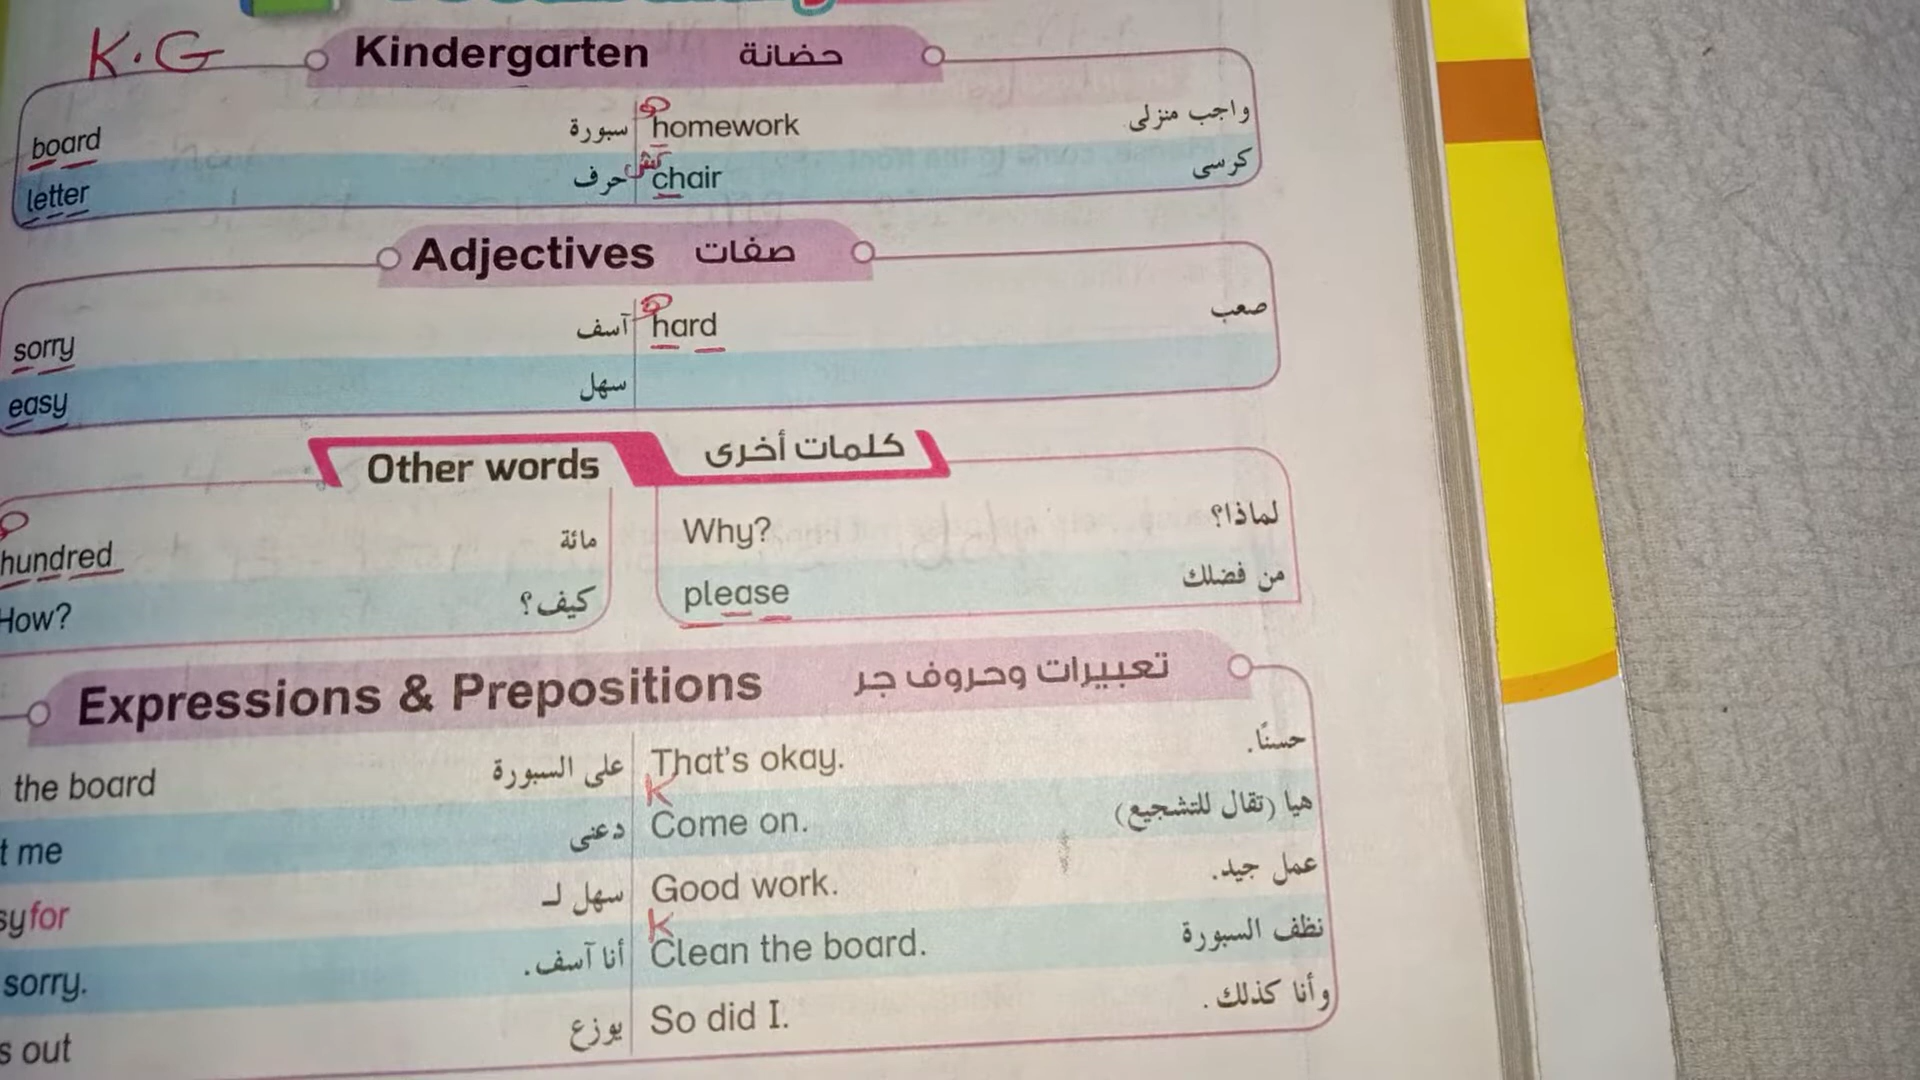 K.G
Kindergarten حضانة
board سبورة homework واجب منزلى
letter حرف chair كرسى
Adjectives صفات
sorry آسف hard صعب
easy سهل
Other words كلمات أخرى
hundred مائة Why? لماذا؟
How? كيف؟ please من فضلك
Expressions & Prepositions تعبيرات وحروف جر
the board على السبورة That's okay. حسنًا.
K
t me دعنى Come on. هيا (تقال للتشجيع)
sy for سهل لـ Good work. عمل جيد.
K
sorry. أنا آسف. Clean the board. نظف السبورة
s out يوزع So did I. وأنا كذلك.